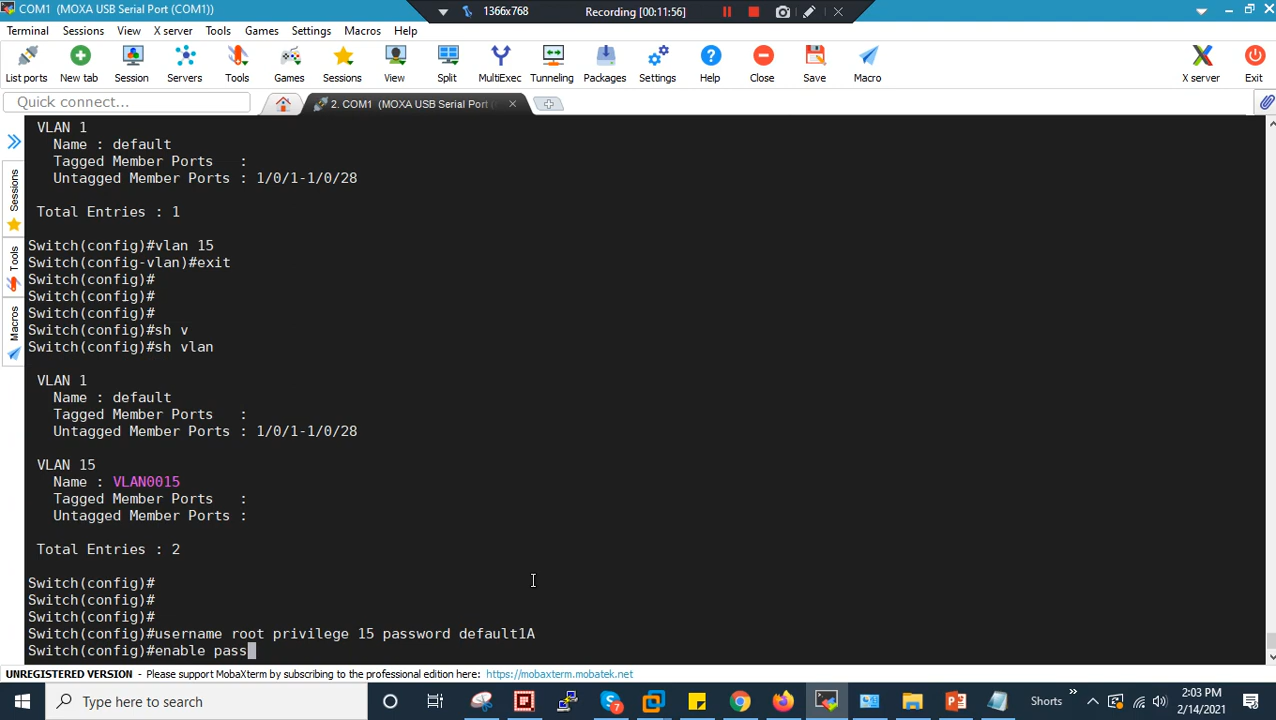 COM1 (MOXA USB Serial Port (COM1))
1366x768
Recording [00:11:56]
Terminal Sessions View X server Tools Games Settings Macros Help
List ports New tab Session Servers Tools Games Sessions View Split MultiExec Tunneling Packages Settings Help Close Save Macro X server Exit
Quick connect...
2. COM1 (MOXA USB Serial Port (
Sessions
Tools
Macros
VLAN 1
Name : default
Tagged Member Ports :
Untagged Member Ports : 1/0/1-1/0/28
Total Entries : 1
Switch(config)#vlan 15
Switch(config-vlan)#exit
Switch(config)#
Switch(config)#
Switch(config)#
Switch(config)#sh v
Switch(config)#sh vlan
VLAN 1
Name : default
Tagged Member Ports :
Untagged Member Ports : 1/0/1-1/0/28
VLAN 15
Name : VLAN0015
Tagged Member Ports :
Untagged Member Ports :
Total Entries : 2
Switch(config)#
Switch(config)#
Switch(config)#
Switch(config)#username root privilege 15 password default1A
Switch(config)#enable pass
UNREGISTERED VERSION - Please support MobaXterm by subscribing to the professional edition here: https://mobaxterm.mobatek.net
Type here to search
Shorts
2:03 PM
2/14/2021